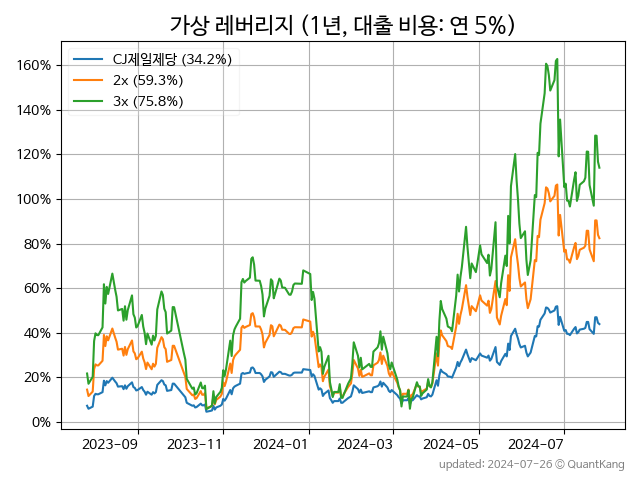 가상 레버리지 (1년, 대출 비용: 연 5%)
CJ제일제당 (34.2%)
2x (59.3%)
3x (75.8%)
160%
140%
120%
100%
80%
60%
40%
20%
0%
2023-09 2023-11 2024-01 2024-03 2024-05 2024-07
updated: 2024-07-26 © QuantKang